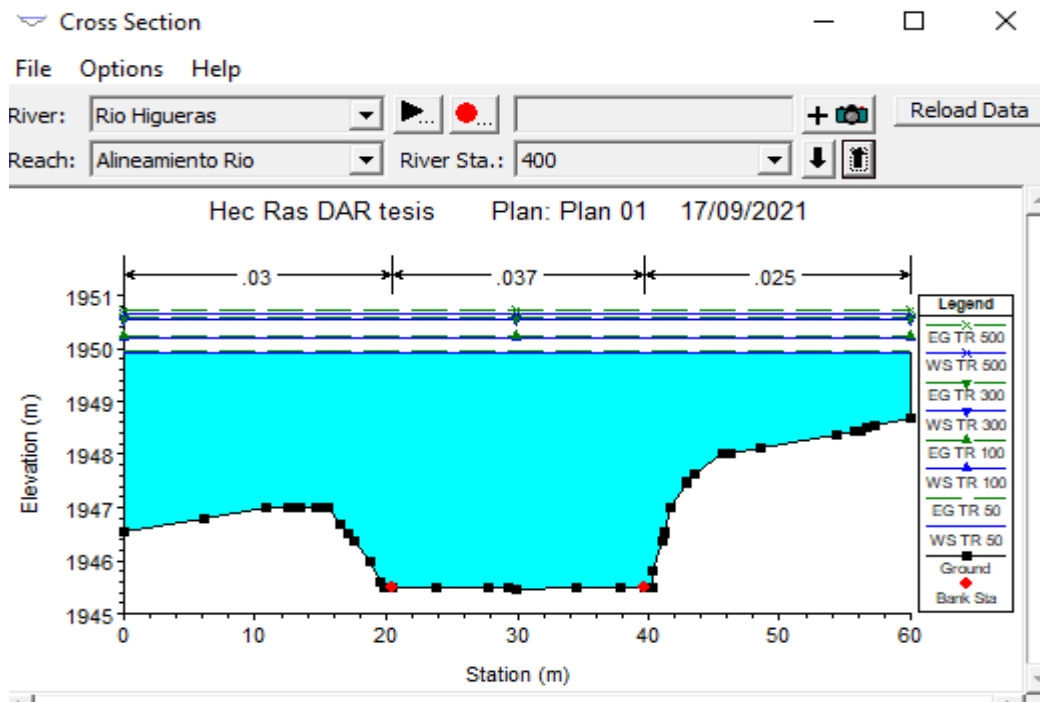 Cross Section
File Options Help
River: Rio Higueras ... ... Reload Data
Reach: Alineamiento Rio River Sta.: 400
Hec Ras DAR tesis Plan: Plan 01 17/09/2021
.03 .037 .025
1951
1950
1949
1948
1947
1946
1945
Elevation (m)
0 10 20 30 40 50 60
Station (m)
Legend
EG TR 500
WS TR 500
EG TR 300
WS TR 300
EG TR 100
WS TR 100
EG TR 50
WS TR 50
Ground
Bank Sta